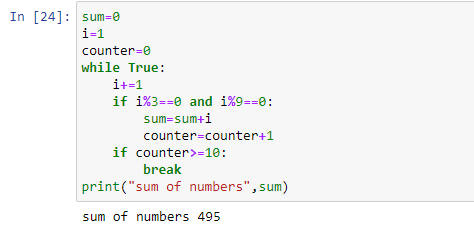 In [24]: sum=0
i=1
counter=0
while True:
    i+=1
    if i%3==0 and i%9==0:
        sum=sum+i
        counter=counter+1
    if counter>=10:
        break
print("sum of numbers",sum)
sum of numbers 495